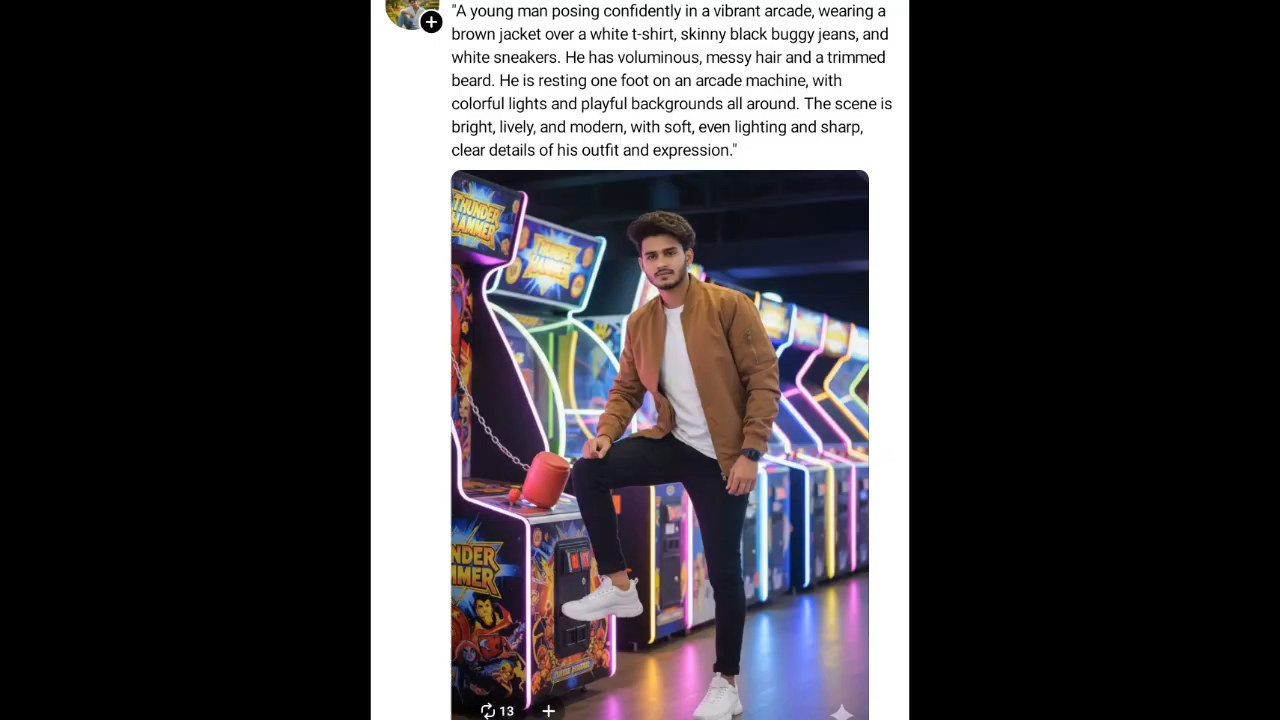 "A young man posing confidently in a vibrant arcade, wearing a
brown jacket over a white t-shirt, skinny black buggy jeans, and
white sneakers. He has voluminous, messy hair and a trimmed
beard. He is resting one foot on an arcade machine, with
colorful lights and playful backgrounds all around. The scene is
bright, lively, and modern, with soft, even lighting and sharp,
clear details of his outfit and expression."
THUNDER
HAMMER
NDER
MMER
13